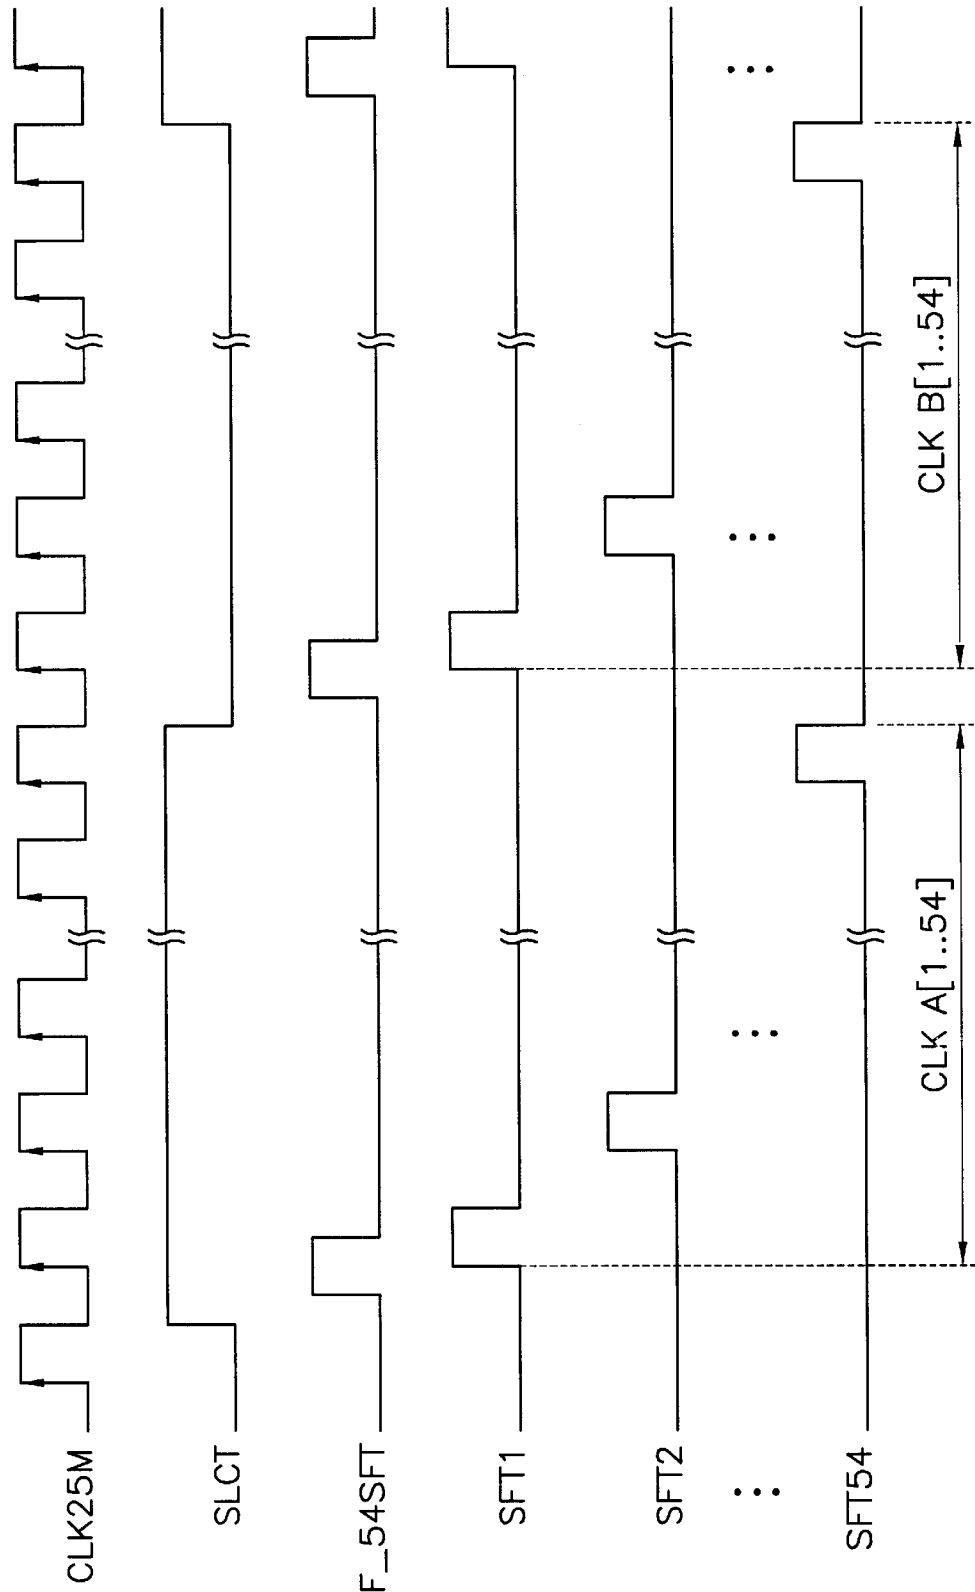 CLK25M
SLCT
F_54SFT
SFT1
SFT2
SFT54
CLK A[1..54]
CLK B[1..54]